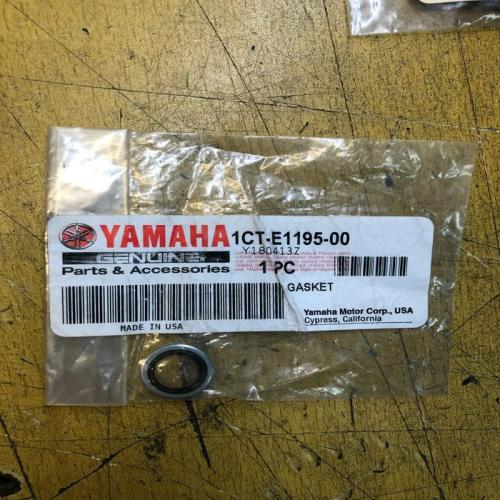 YAMAHA 1CT-E1195-00
Y180413Z
GENUINE
Parts & Accessories
1 PC
GASKET
MADE IN USA
Yamaha Motor Corp., USA
Cypress, California